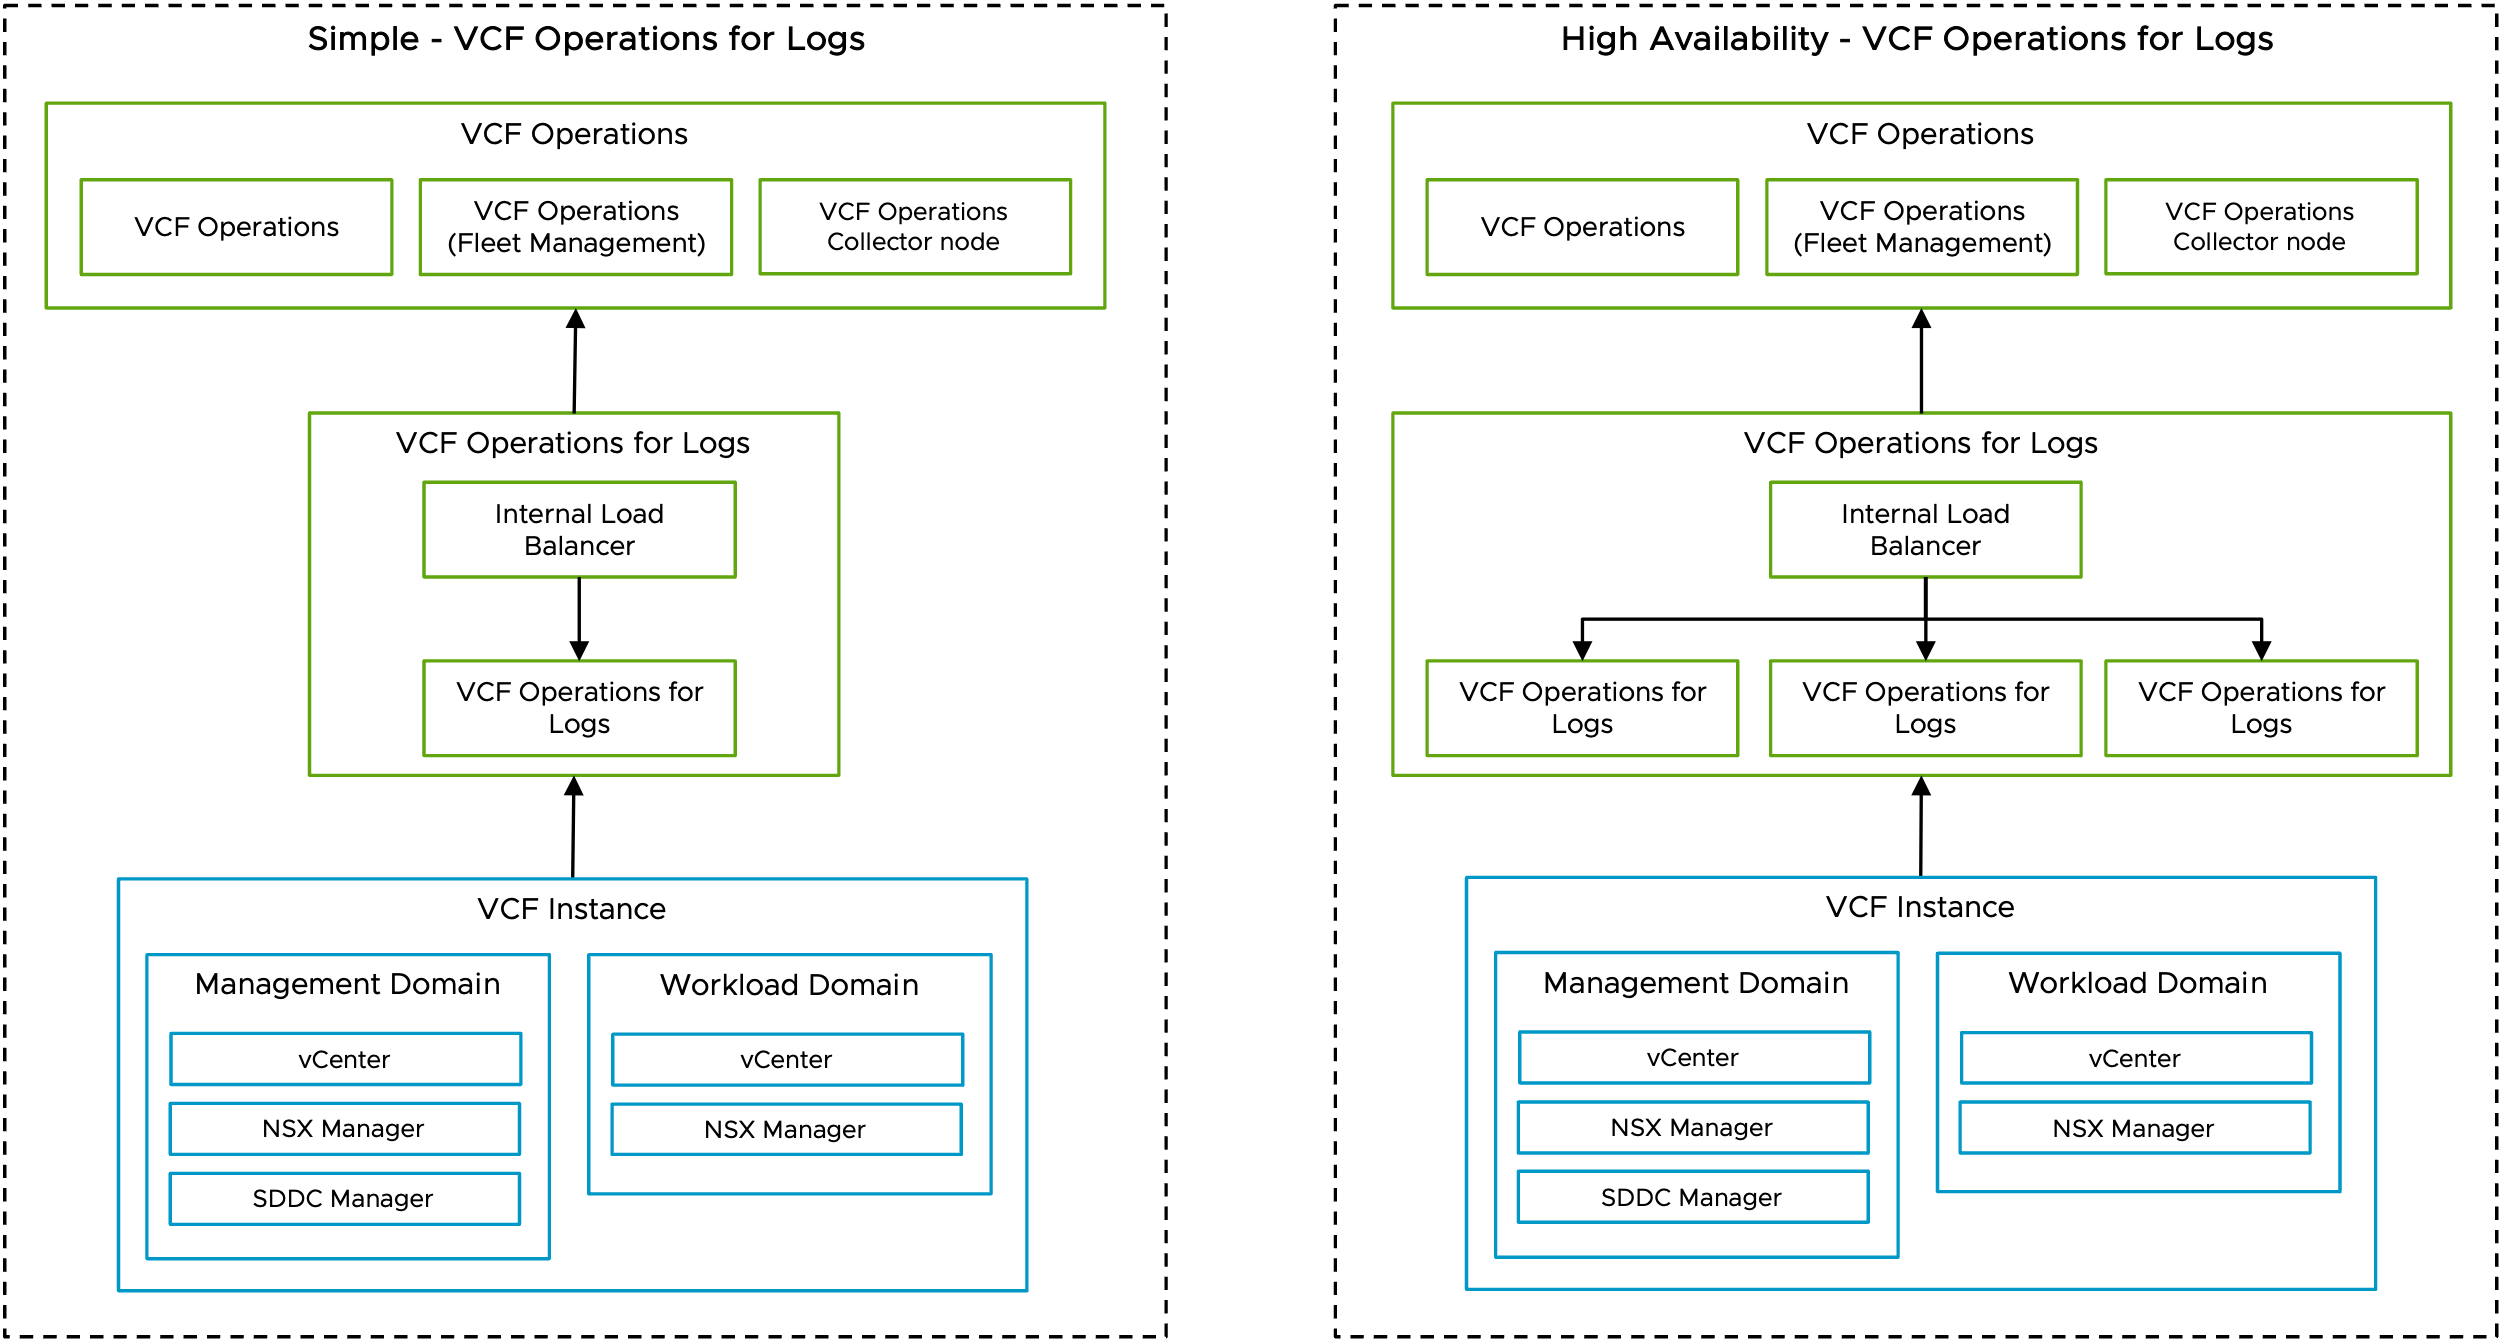 Simple - VCF Operations for Logs
VCF Operations
VCF Operations
VCF Operations
(Fleet Management)
VCF Operations
Collector node
VCF Operations for Logs
Internal Load
Balancer
VCF Operations for
Logs
VCF Instance
Management Domain
vCenter
NSX Manager
SDDC Manager
Workload Domain
vCenter
NSX Manager
High Availability - VCF Operations for Logs
VCF Operations
VCF Operations
VCF Operations
(Fleet Management)
VCF Operations
Collector node
VCF Operations for Logs
Internal Load
Balancer
VCF Operations for
Logs
VCF Operations for
Logs
VCF Operations for
Logs
VCF Instance
Management Domain
vCenter
NSX Manager
SDDC Manager
Workload Domain
vCenter
NSX Manager